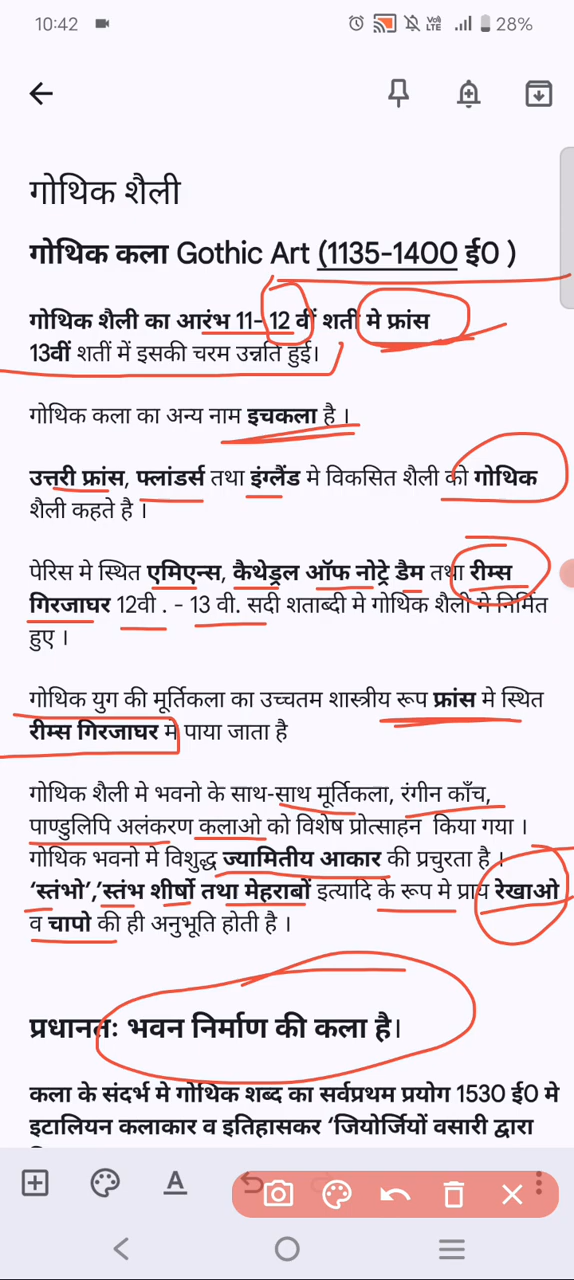 10:42
Vo) LTE 28%
गोथिक शैली
गोथिक कला Gothic Art (1135-1400 ई0 )
गोथिक शैली का आरंभ 11-12 वीं शर्ती मे फ्रांस
13वीं शर्ती में इसकी चरम उन्नति हुई।
गोथिक कला का अन्य नाम इचकला है ।
उत्तरी फ्रांस, फ्लांडर्स तथा इंग्लैंड मे विकसित शैली को गोथिक
शैली कहते है ।
पेरिस मे स्थित एमिएन्स, कैथेड्रल ऑफ नोट्रे डैम तथा रीम्स
गिरजाघर 12वी . - 13 वी. सदी शताब्दी मे गोथिक शैली मे निर्मित
हुए ।
गोथिक युग की मूर्तिकला का उच्चतम शास्त्रीय रूप फ्रांस मे स्थित
रीम्स गिरजाघर मे पाया जाता है
गोथिक शैली मे भवनो के साथ-साथ मूर्तिकला, रंगीन काँच,
पाण्डुलिपि अलंकरण कलाओ को विशेष प्रोत्साहन किया गया ।
गोथिक भवनो मे विशुद्ध ज्यामितीय आकार की प्रचुरता है ।
'स्तंभो','स्तंभ शीर्षो तथा मेहराबों इत्यादि के रूप मे प्राय रेखाओ
व चापो की ही अनुभूति होती है ।
प्रधानतः भवन निर्माण की कला है।
कला के संदर्भ मे गोथिक शब्द का सर्वप्रथम प्रयोग 1530 ई0 मे
इटालियन कलाकार व इतिहासकर 'जियोर्जियों वसारी द्वारा
A